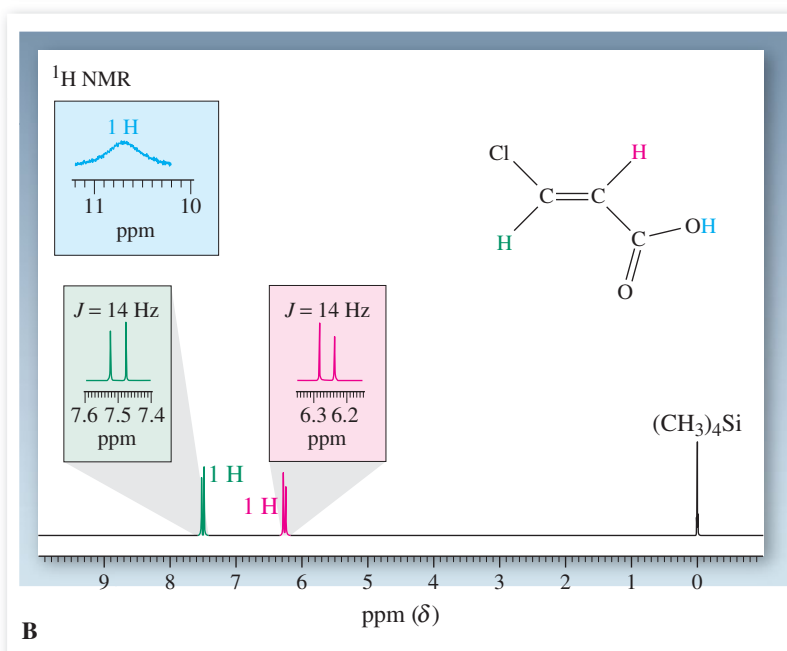 ¹H NMR
1 H
11 10
ppm
Cl H
C C
H C OH
O
J = 14 Hz
7.6 7.5 7.4
ppm
J = 14 Hz
6.3 6.2
ppm
(CH₃)₄Si
1 H
1 H
9 8 7 6 5 4 3 2 1 0
ppm (δ)
B